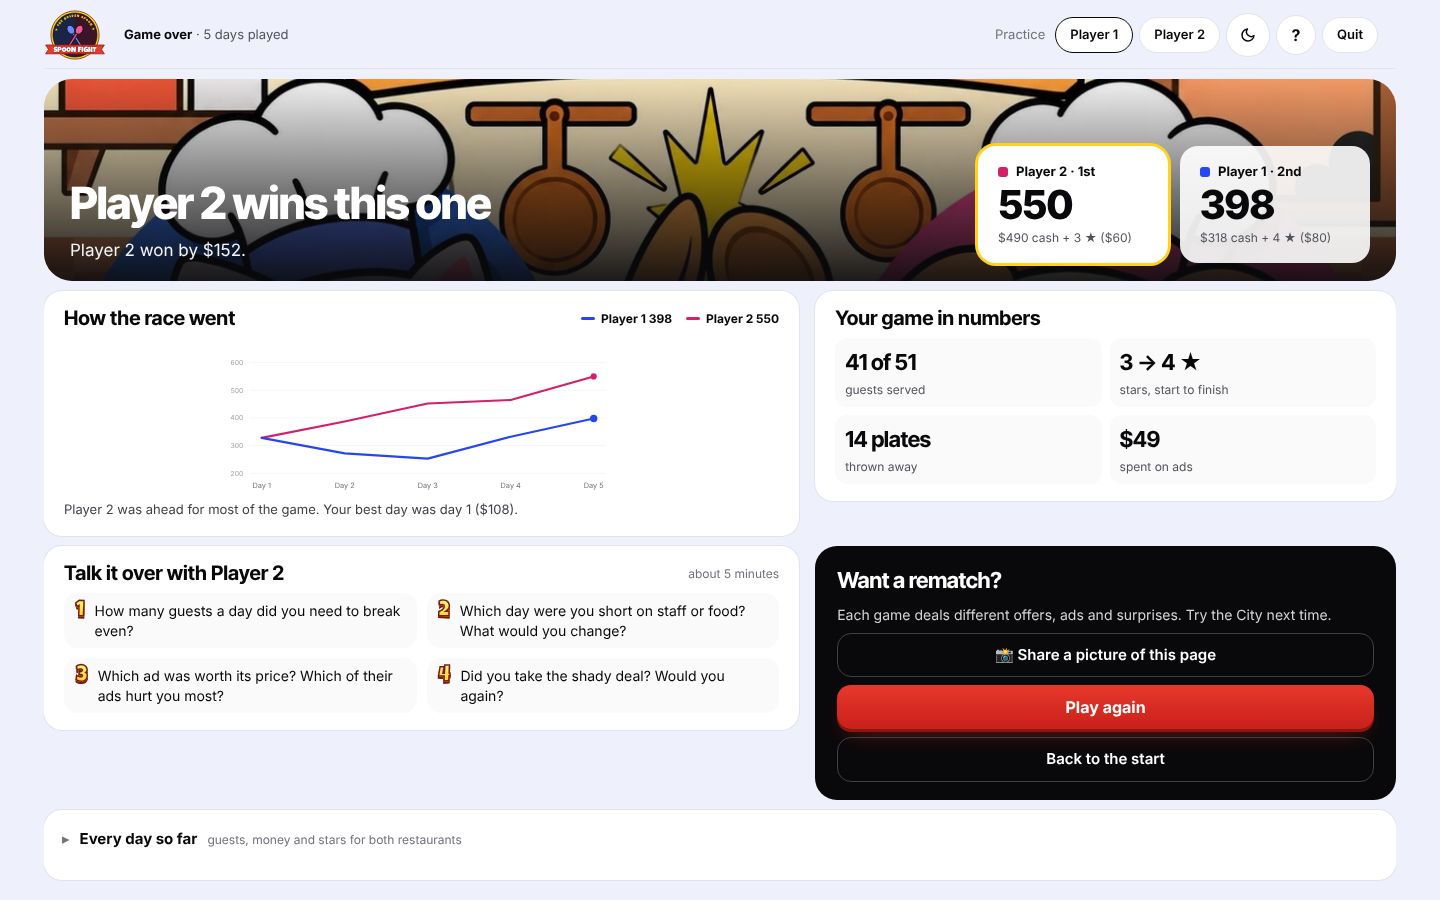 SPOON FIGHT
Game over · 5 days played
Practice
Player 1
Player 2
?
Quit
Player 2 wins this one
Player 2 won by $152.
Player 2 · 1st
550
$490 cash + 3 ★ ($60)
Player 1 · 2nd
398
$318 cash + 4 ★ ($80)
How the race went
Player 1 398
Player 2 550
600
500
400
300
200
Day 1
Day 2
Day 3
Day 4
Day 5
Player 2 was ahead for most of the game. Your best day was day 1 ($108).
Your game in numbers
41 of 51
guests served
3 → 4 ★
stars, start to finish
14 plates
thrown away
$49
spent on ads
Talk it over with Player 2
about 5 minutes
1 How many guests a day did you need to break
even?
2 Which day were you short on staff or food?
What would you change?
3 Which ad was worth its price? Which of their
ads hurt you most?
4 Did you take the shady deal? Would you
again?
Want a rematch?
Each game deals different offers, ads and surprises. Try the City next time.
📸 Share a picture of this page
Play again
Back to the start
▸ Every day so far guests, money and stars for both restaurants